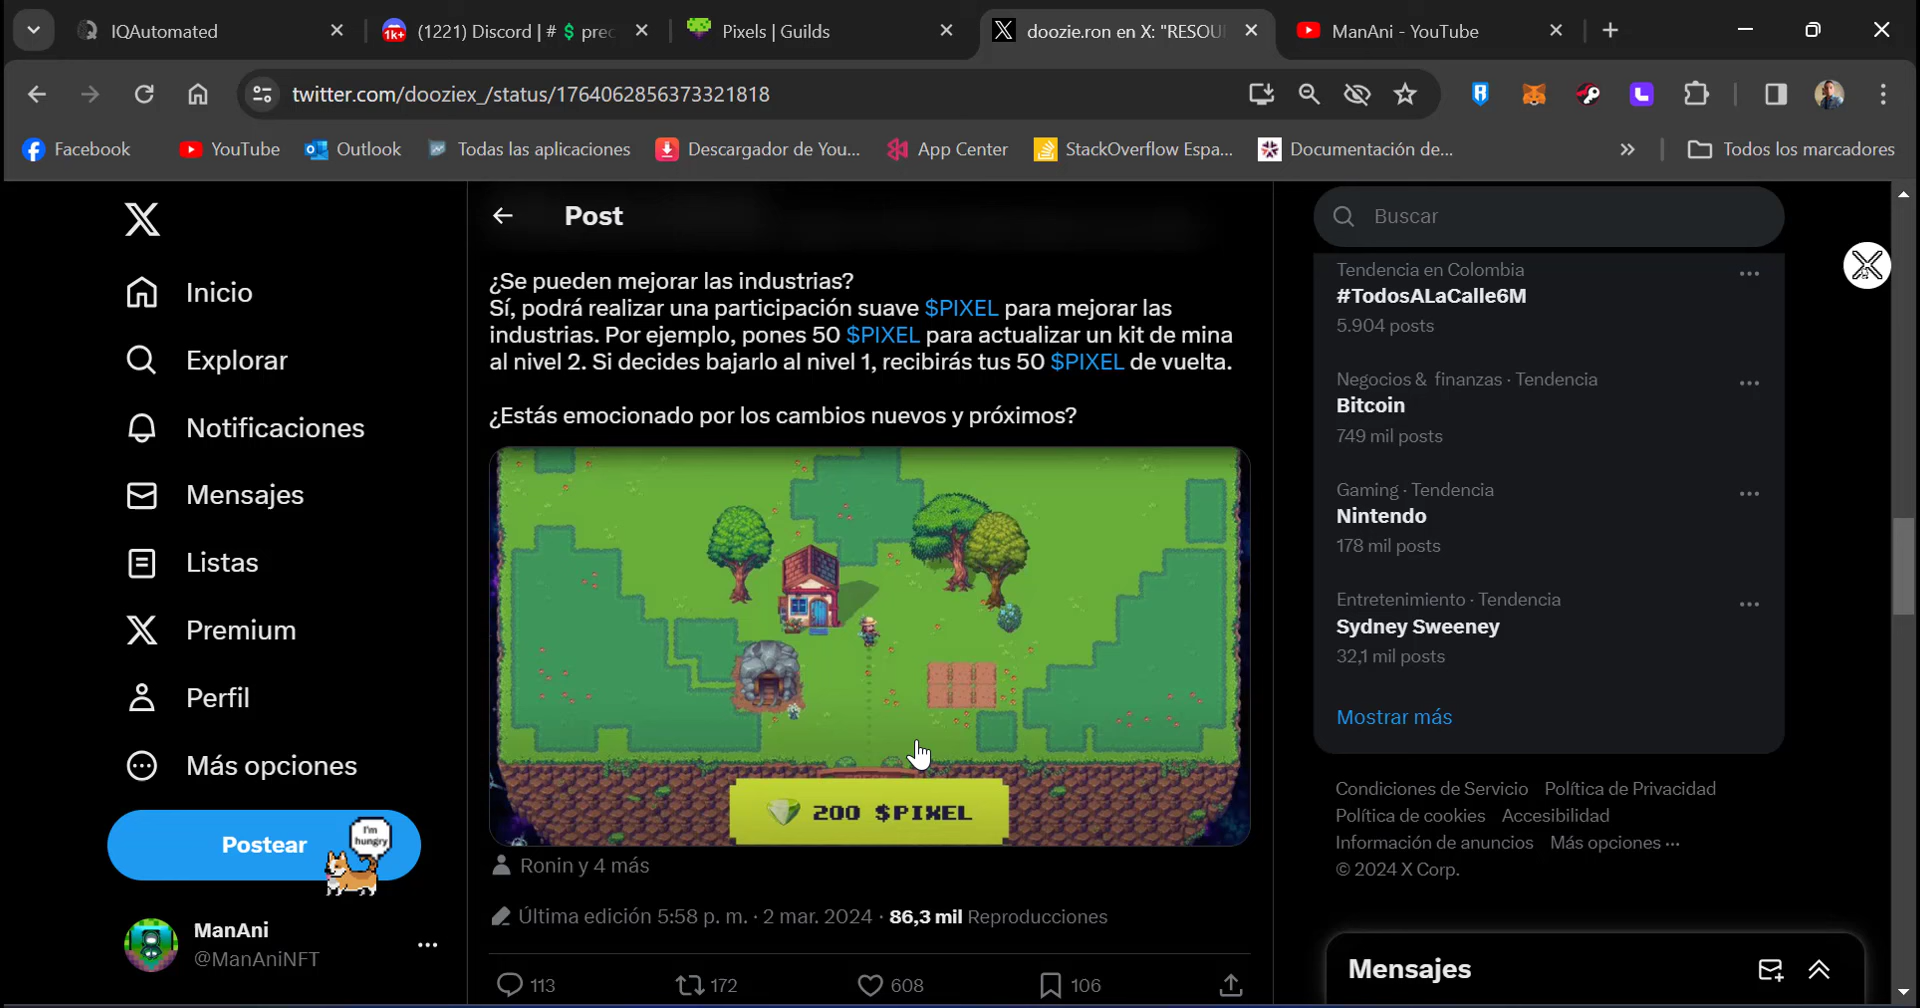 IQAutomated
(1221) Discord | # $ prec
Pixels | Guilds
doozie.ron en X: "RESOU
ManAni - YouTube
twitter.com/dooziex_/status/1764062856373321818
Facebook
YouTube
Outlook
Todas las aplicaciones
Descargador de You...
App Center
StackOverflow Espa...
Documentación de...
»
Todos los marcadores
Inicio
Explorar
Notificaciones
Mensajes
Listas
Premium
Perfil
Más opciones
Postear
I'm
hungry
ManAni
@ManAniNFT
Post
¿Se pueden mejorar las industrias?
Sí, podrá realizar una participación suave $PIXEL para mejorar las
industrias. Por ejemplo, pones 50 $PIXEL para actualizar un kit de mina
al nivel 2. Si decides bajarlo al nivel 1, recibirás tus 50 $PIXEL de vuelta.
¿Estás emocionado por los cambios nuevos y próximos?
200 $PIXEL
Ronin y 4 más
Última edición 5:58 p. m. · 2 mar. 2024 · 86,3 mil Reproducciones
113
172
608
106
Buscar
Tendencia en Colombia
#TodosALaCalle6M
5.904 posts
Negocios & finanzas · Tendencia
Bitcoin
749 mil posts
Gaming · Tendencia
Nintendo
178 mil posts
Entretenimiento · Tendencia
Sydney Sweeney
32,1 mil posts
Mostrar más
Condiciones de Servicio Política de Privacidad
Política de cookies Accesibilidad
Información de anuncios Más opciones ···
© 2024 X Corp.
Mensajes